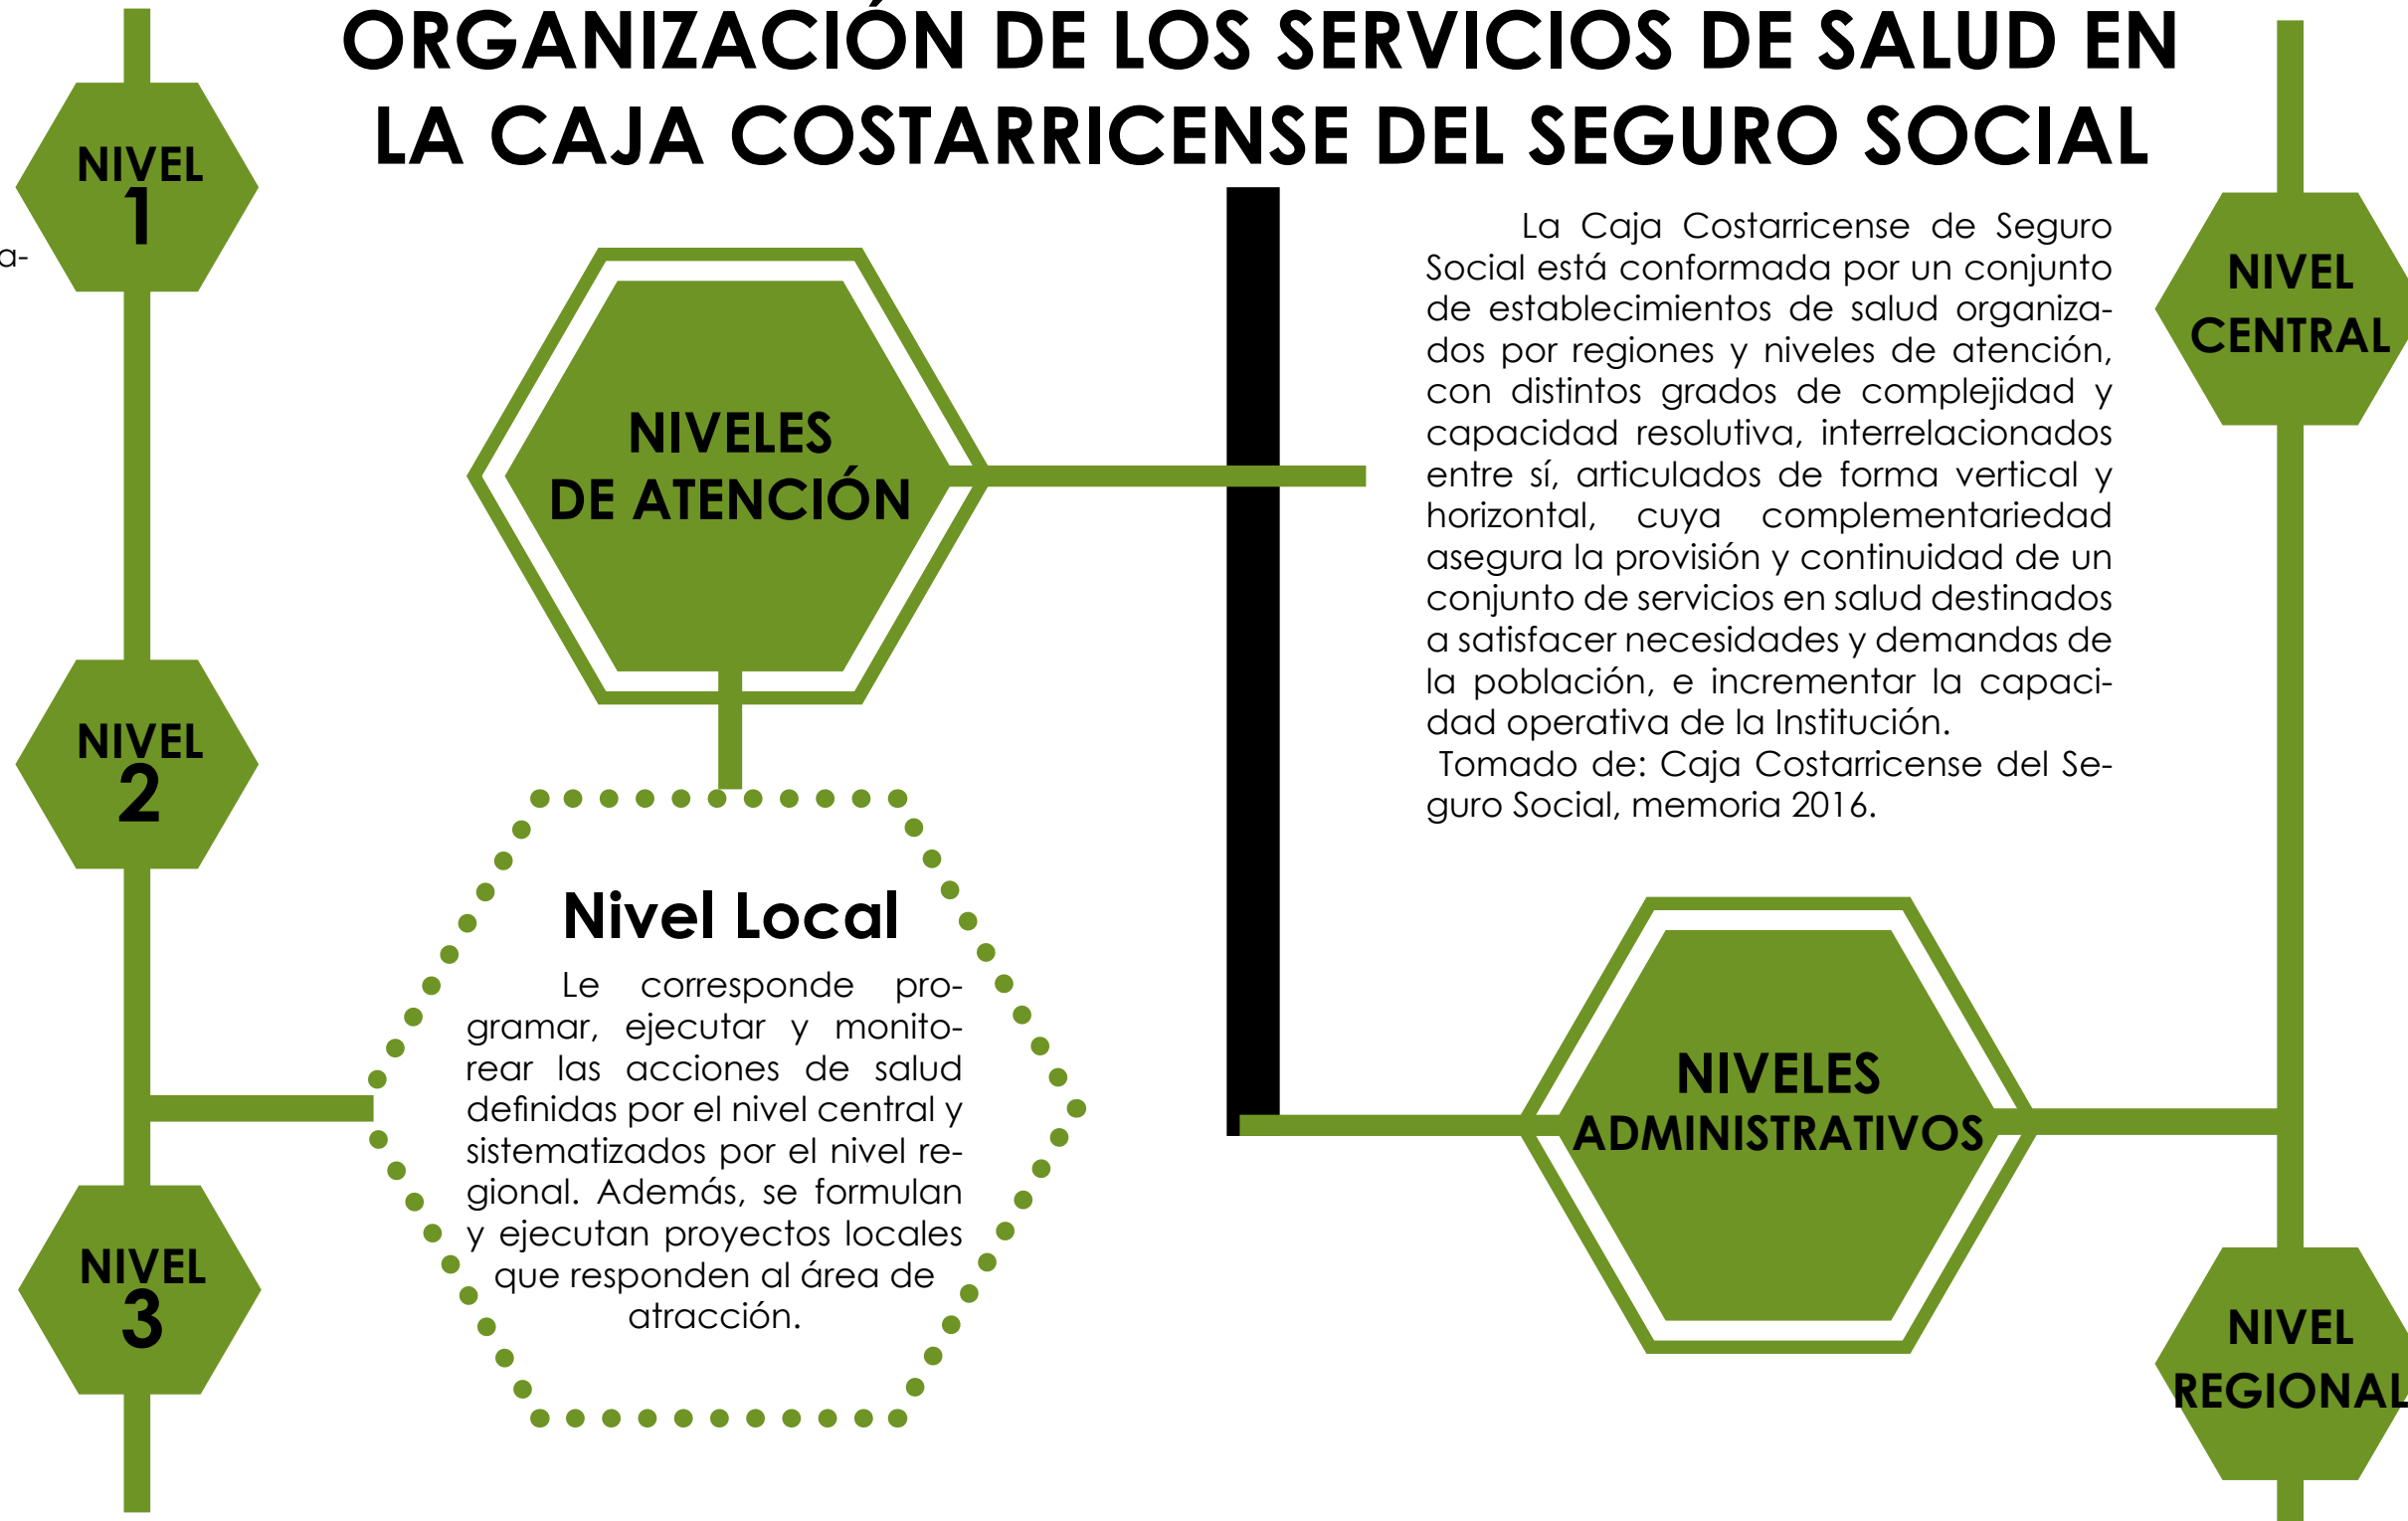 ORGANIZACIÓN DE LOS SERVICIOS DE SALUD EN
LA CAJA COSTARRICENSE DEL SEGURO SOCIAL
NIVEL
1
a-
NIVEL
2
NIVEL
3
NIVELES
DE ATENCIÓN
Nivel Local
Le corresponde pro-
gramar, ejecutar y monito-
rear las acciones de salud
definidas por el nivel central y
sistematizados por el nivel re-
gional. Además, se formulan
y ejecutan proyectos locales
que responden al área de
atracción.
La Caja Costarricense de Seguro
Social está conformada por un conjunto
de establecimientos de salud organiza-
dos por regiones y niveles de atención,
con distintos grados de complejidad y
capacidad resolutiva, interrelacionados
entre sí, articulados de forma vertical y
horizontal, cuya complementariedad
asegura la provisión y continuidad de un
conjunto de servicios en salud destinados
a satisfacer necesidades y demandas de
la población, e incrementar la capaci-
dad operativa de la Institución.
Tomado de: Caja Costarricense del Se-
guro Social, memoria 2016.
NIVELES
ADMINISTRATIVOS
NIVEL
CENTRAL
NIVEL
REGIONAL